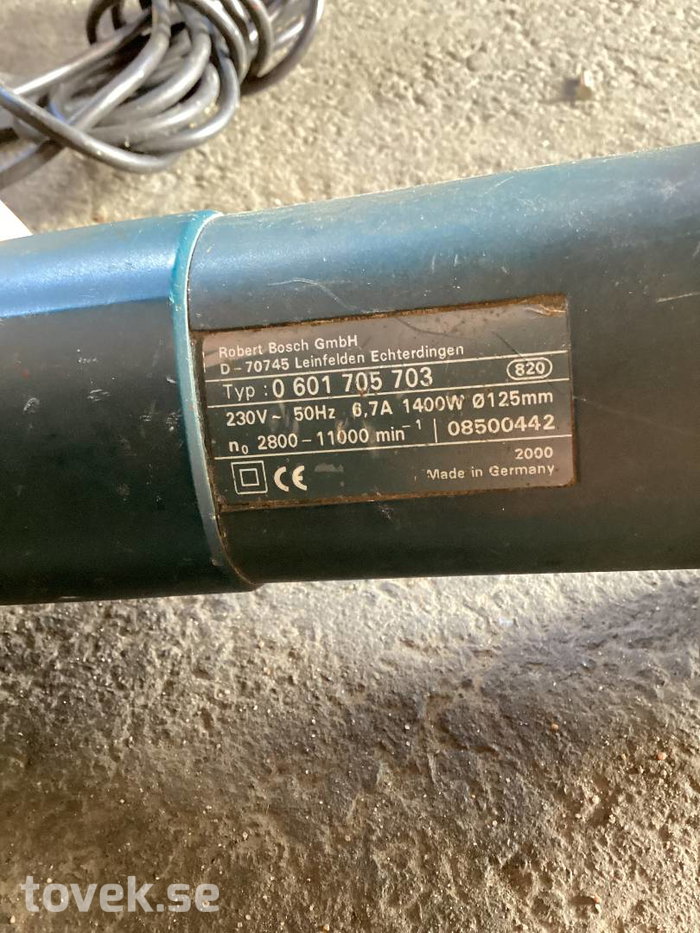 Robert Bosch GmbH
D-70745 Leinfelden Echterdingen
820
Typ : 0 601 705 703
230V~ 50Hz 6,7A 1400W Ø125mm
n₀ 2800-11000 min⁻¹ 08500442
2000
CE Made in Germany
tovek.se